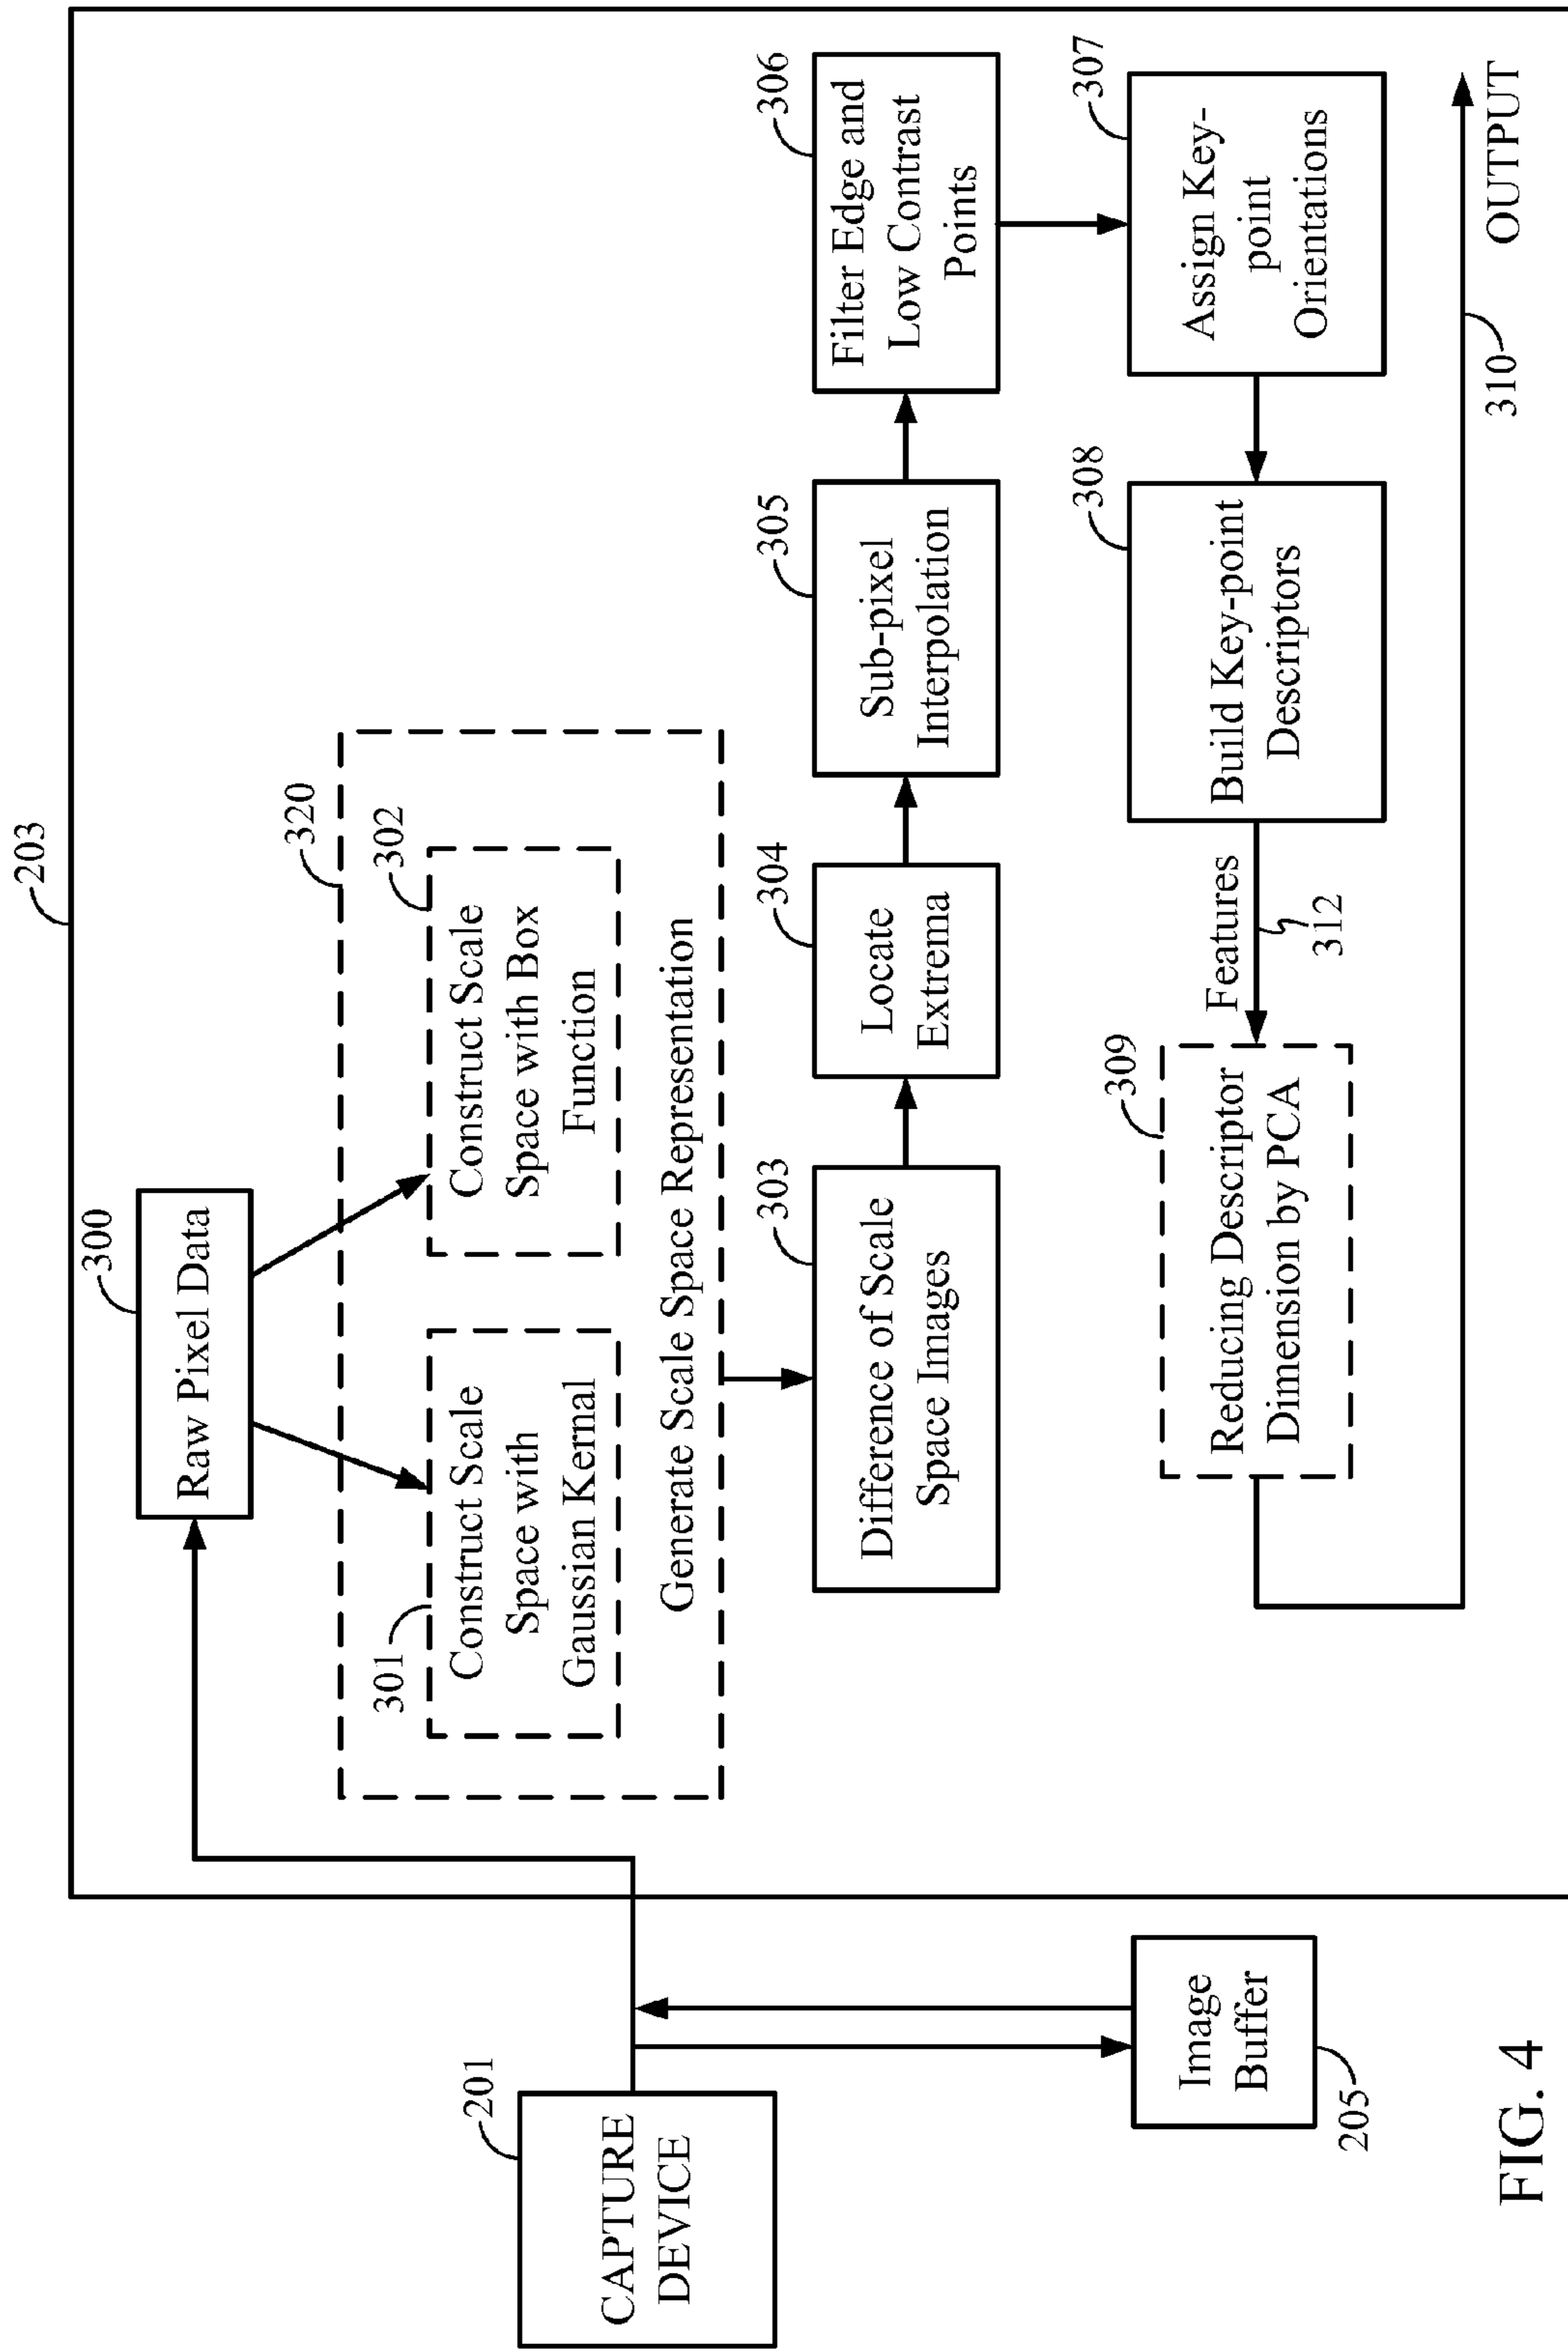 203
300
Raw Pixel Data
320
301
Construct Scale
Space with
Gaussian Kernal
302
Construct Scale
Space with Box
Function
Generate Scale Space Representation
303
Difference of Scale
Space Images
304
Locate
Extrema
305
Sub-pixel
Interpolation
306
Filter Edge and
Low Contrast
Points
307
Assign Key-
point
Orientations
308
Build Key-point
Descriptors
Features
312
309
Reducing Descriptor
Dimension by PCA
310
OUTPUT
201
CAPTURE
DEVICE
Image
Buffer
205
FIG. 4